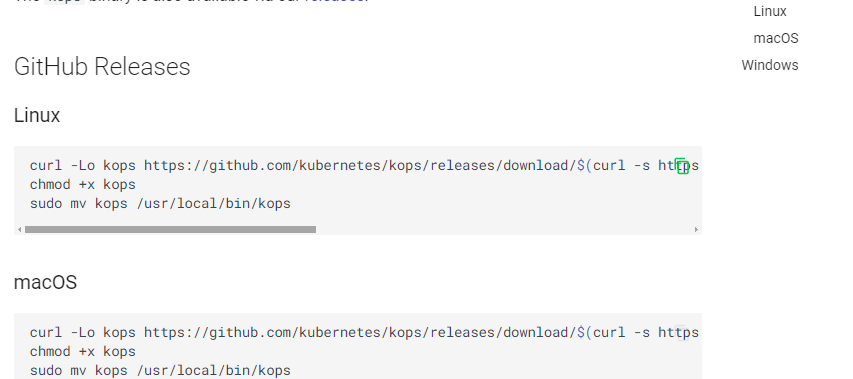 The kops binary is also available via our releases.
GitHub Releases
Linux
curl -Lo kops https://github.com/kubernetes/kops/releases/download/$(curl -s https
chmod +x kops
sudo mv kops /usr/local/bin/kops
macOS
curl -Lo kops https://github.com/kubernetes/kops/releases/download/$(curl -s https
chmod +x kops
sudo mv kops /usr/local/bin/kops
Linux
macOS
Windows